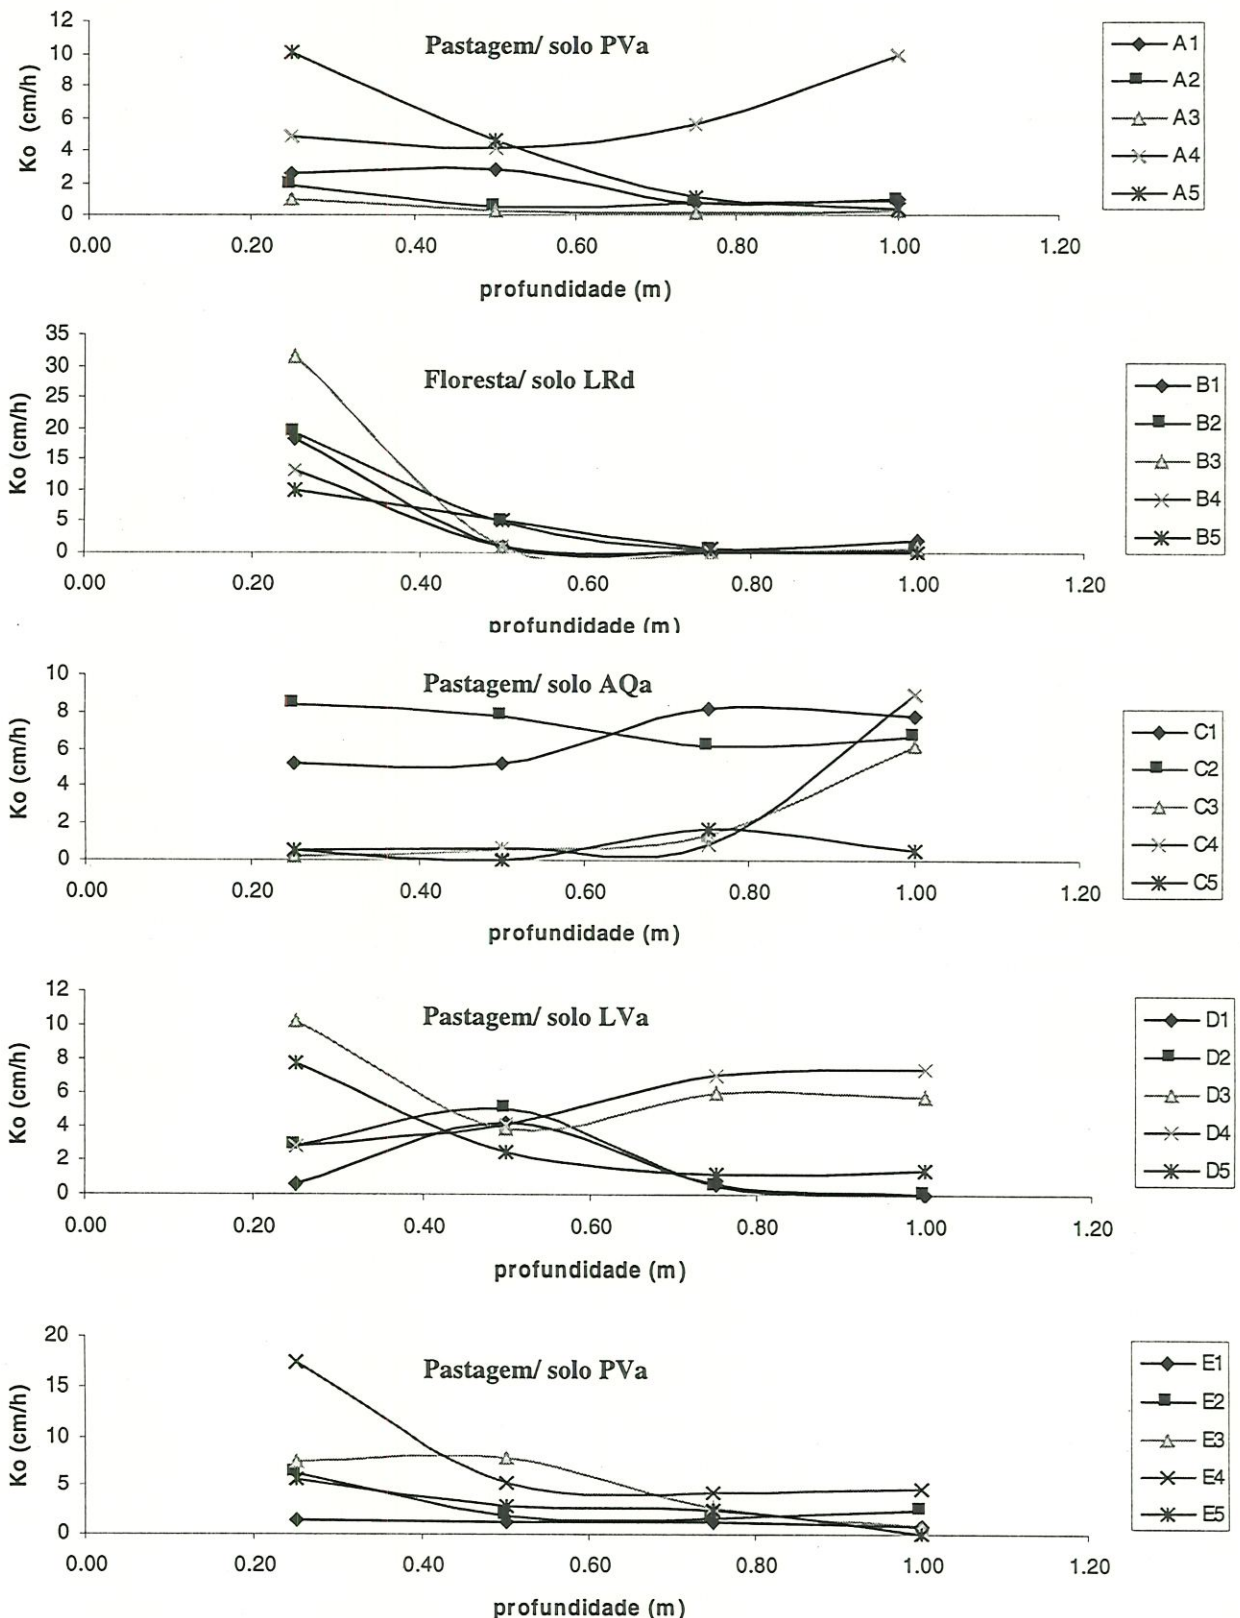 12
10
8
6
4
2
0
Ko (cm/h)
Pastagem/ solo PVa
0.00 0.20 0.40 0.60 0.80 1.00 1.20
profundidade (m)
A1
A2
A3
A4
A5
35
30
25
20
15
10
5
0
Ko (cm/h)
Floresta/ solo LRd
0.00 0.20 0.40 0.60 0.80 1.00 1.20
profundidade (m)
B1
B2
B3
B4
B5
10
8
6
4
2
0
Ko (cm/h)
Pastagem/ solo AQa
0.00 0.20 0.40 0.60 0.80 1.00 1.20
profundidade (m)
C1
C2
C3
C4
C5
12
10
8
6
4
2
0
Ko (cm/h)
Pastagem/ solo LVa
0.00 0.20 0.40 0.60 0.80 1.00 1.20
profundidade (m)
D1
D2
D3
D4
D5
20
15
10
5
0
Ko (cm/h)
Pastagem/ solo PVa
0.00 0.20 0.40 0.60 0.80 1.00 1.20
profundidade (m)
E1
E2
E3
E4
E5